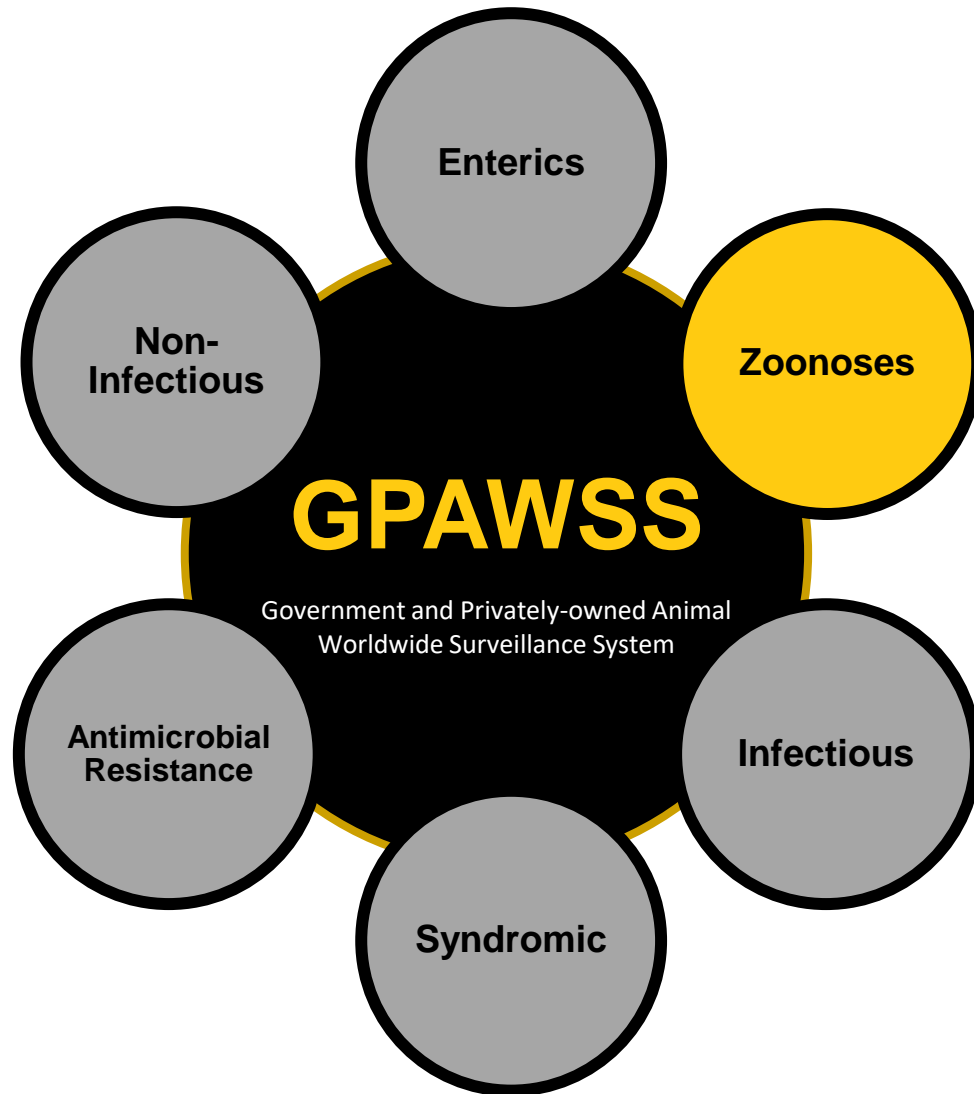 Enterics
Zoonoses
Non-
Infectious
GPAWSS
Government and Privately-owned Animal
Worldwide Surveillance System
Antimicrobial
Resistance
Infectious
Syndromic